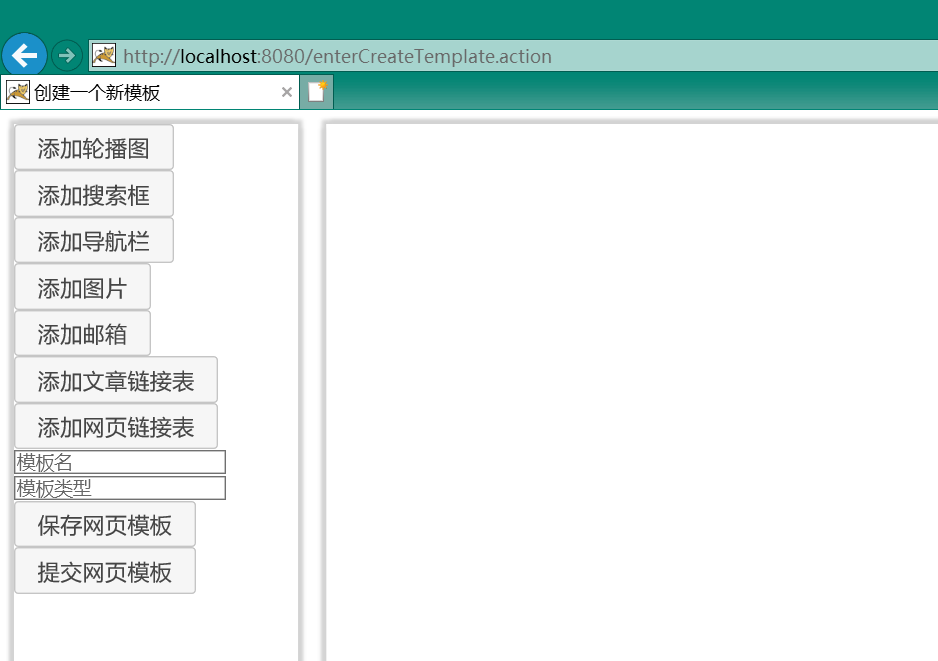 http://localhost:8080/enterCreateTemplate.action
创建一个新模板
添加轮播图
添加搜索框
添加导航栏
添加图片
添加邮箱
添加文章链接表
添加网页链接表
模板名
模板类型
保存网页模板
提交网页模板